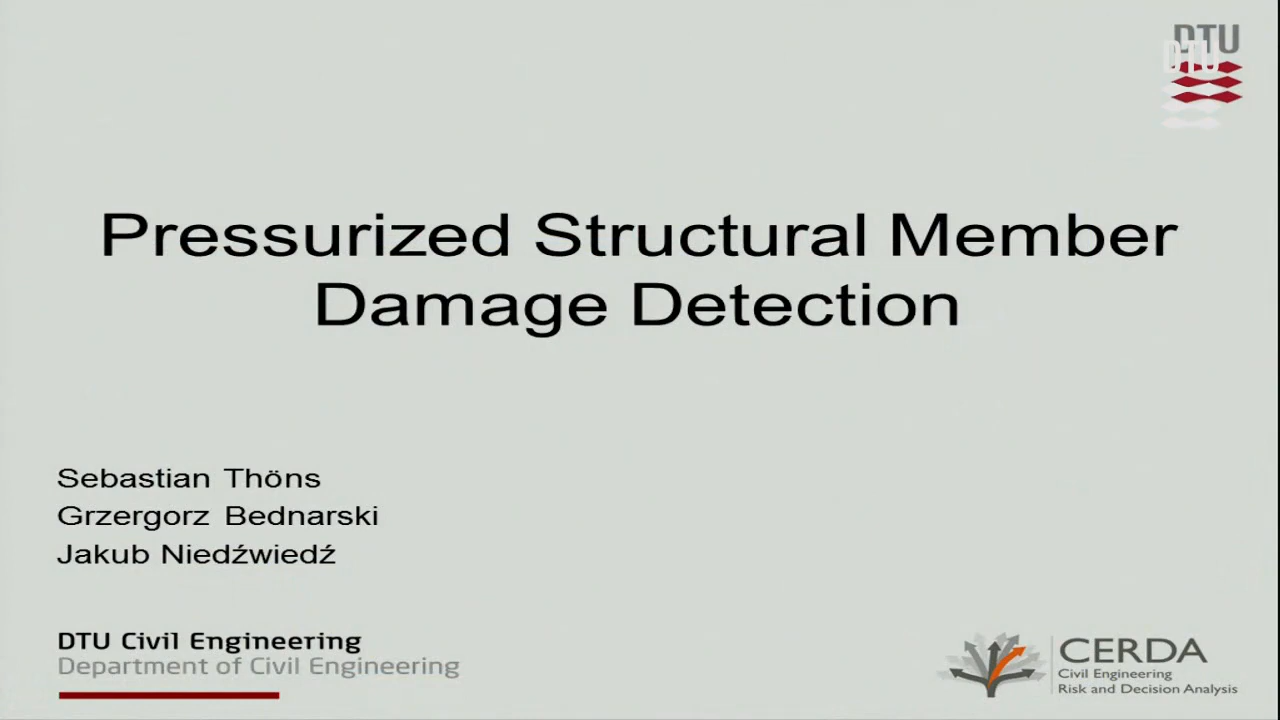 DTU
DTU
Pressurized Structural Member
Damage Detection
Sebastian Thöns
Grzergorz Bednarski
Jakub Niedźwiedź
DTU Civil Engineering
Department of Civil Engineering
CERDA
Civil Engineering
Risk and Decision Analysis